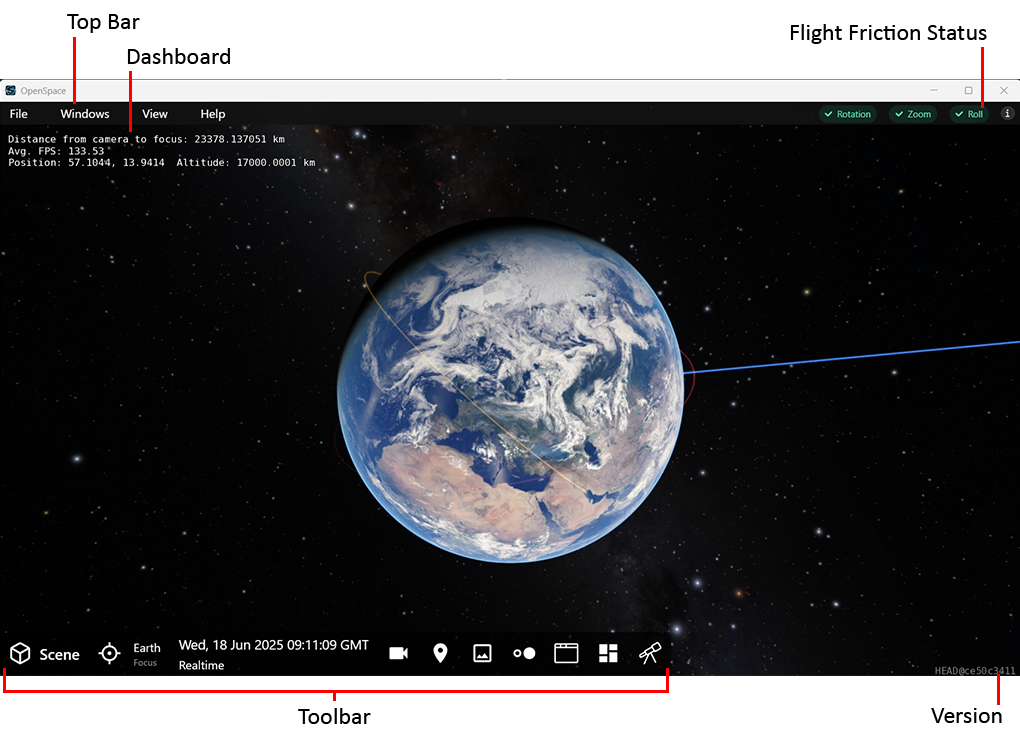 Top Bar
Flight Friction Status
Dashboard
OpenSpace
File Windows View Help Rotation Zoom Roll i
Distance from camera to focus: 23378.137051 km
Avg. FPS: 133.53
Position: 57.1044, 13.9414 Altitude: 17000.0001 km
Scene
Earth
Focus
Wed, 18 Jun 2025 09:11:09 GMT
Realtime
HEAD@ce50c3411
Toolbar
Version